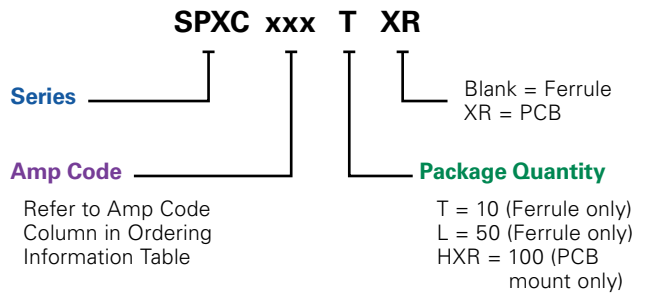 SPXC xxx T XR
Series
Blank = Ferrule
XR = PCB
Amp Code
Refer to Amp Code
Column in Ordering
Information Table
Package Quantity
T = 10 (Ferrule only)
L = 50 (Ferrule only)
HXR = 100 (PCB
mount only)